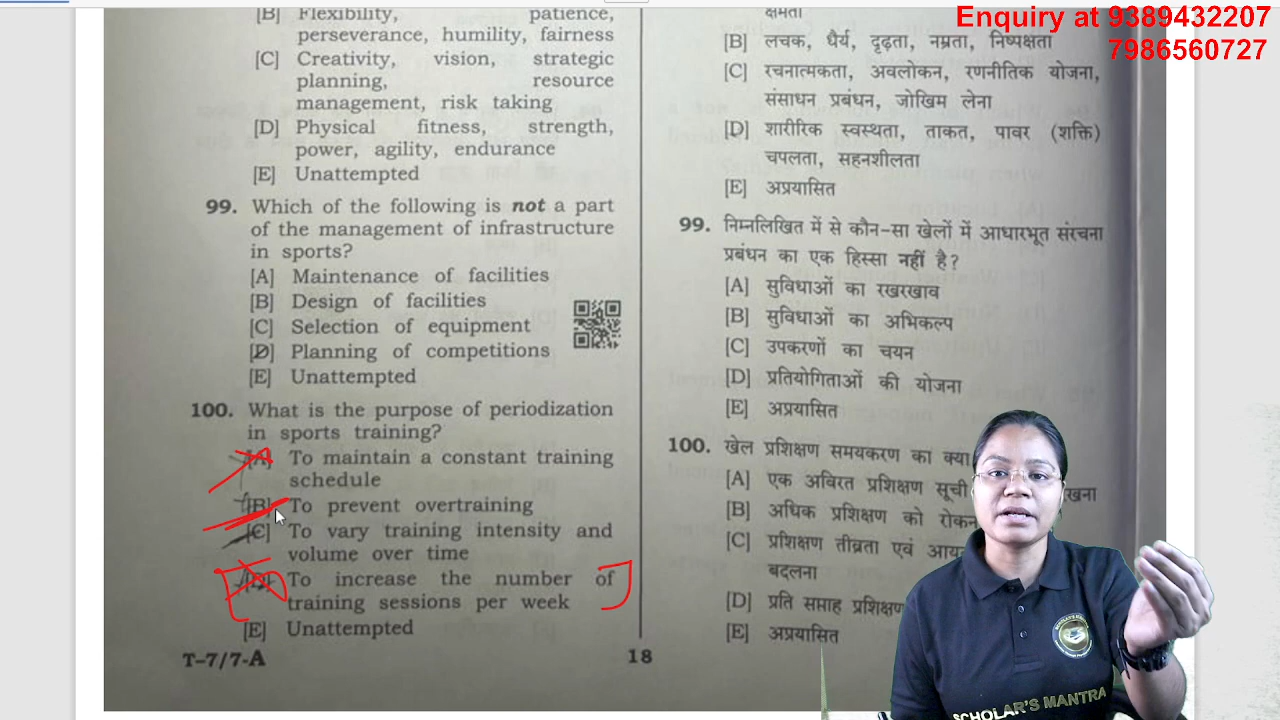 Enquiry at 9389432207
7986560727
[B] Flexibility, patience,
perseverance, humility, fairness
[C] Creativity, vision, strategic
planning, resource
management, risk taking
[D] Physical fitness, strength,
power, agility, endurance
[E] Unattempted
99. Which of the following is not a part
of the management of infrastructure
in sports?
[A] Maintenance of facilities
[B] Design of facilities
[C] Selection of equipment
[D] Planning of competitions
[E] Unattempted
100. What is the purpose of periodization
in sports training?
[A] To maintain a constant training
schedule
[B] To prevent overtraining
[C] To vary training intensity and
volume over time
[D] To increase the number of
training sessions per week
[E] Unattempted
T-7/7-A
18
क्षमता
[B] लचक, धैर्य, दृढ़ता, नम्रता, निष्पक्षता
[C] रचनात्मकता, अवलोकन, रणनीतिक योजना,
संसाधन प्रबंधन, जोखिम लेना
[D] शारीरिक स्वस्थता, ताकत, पावर (शक्ति)
चपलता, सहनशीलता
[E] अप्रयासित
99. निम्नलिखित में से कौन-सा खेलों में आधारभूत संरचना
प्रबंधन का एक हिस्सा नहीं है?
[A] सुविधाओं का रखरखाव
[B] सुविधाओं का अभिकल्प
[C] उपकरणों का चयन
[D] प्रतियोगिताओं की योजना
[E] अप्रयासित
100. खेल प्रशिक्षण समयकरण का क्या
[A] एक अविरत प्रशिक्षण सूची
[B] अधिक प्रशिक्षण को
[C] प्रशिक्षण तीव्रता एवं
बदलना
[D] प्रति सप्ताह
[E] अप्रयासित
SCHOLAR'S MANTRA